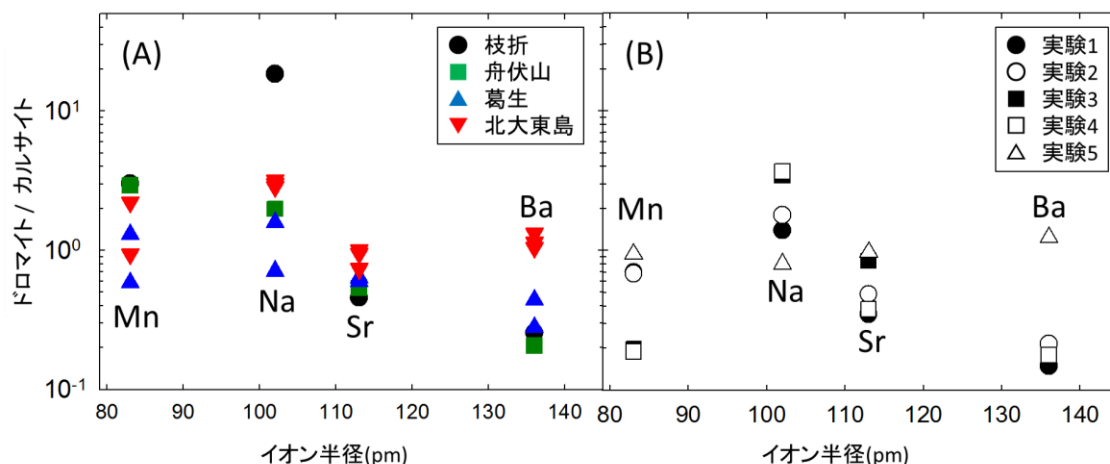 (A)
枝折
舟伏山
葛生
北大東島
10¹
10⁰
10⁻¹
ドロマイト / カルサイト
Mn
Na
Sr
Ba
80 90 100 110 120 130 140
イオン半径(pm)
(B)
実験1
実験2
実験3
実験4
実験5
Mn
Na
Sr
Ba
80 90 100 110 120 130 140
イオン半径(pm)